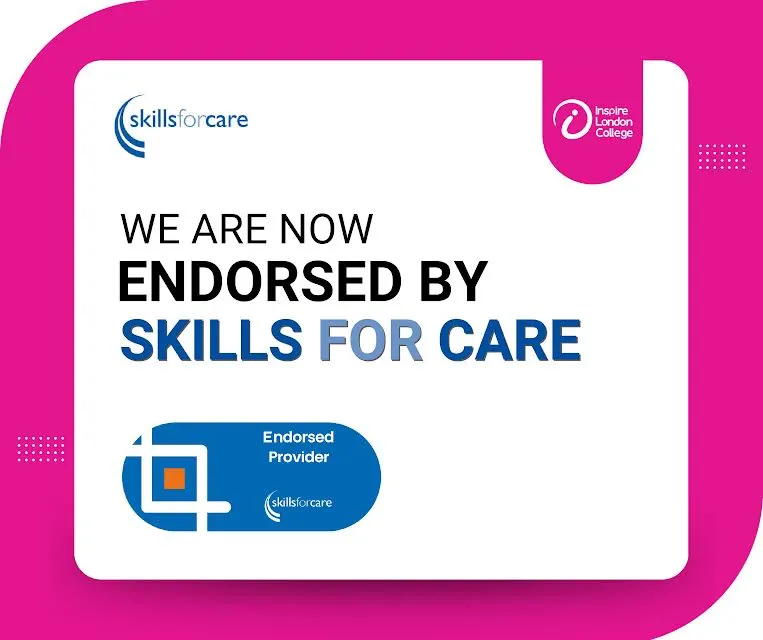 skillsforcare
inspire
London
College
WE ARE NOW
ENDORSED BY
SKILLS FOR CARE
Endorsed
Provider
skillsforcare